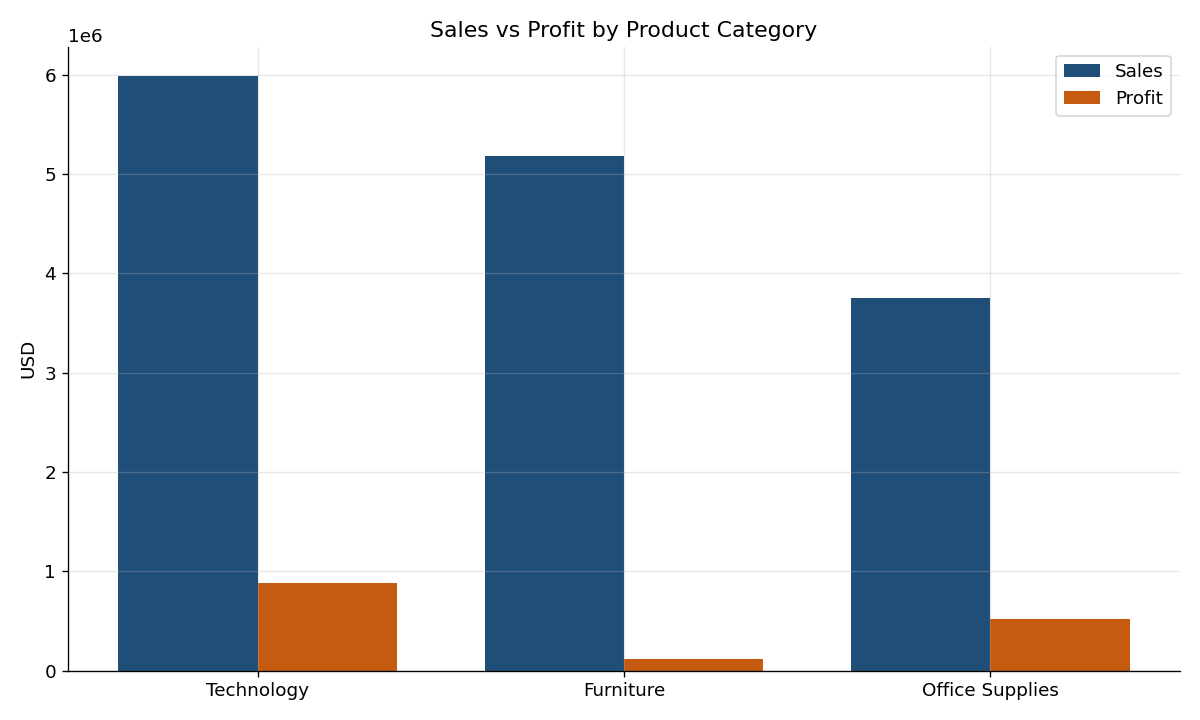 Sales vs Profit by Product Category
1e6
Sales
Profit
6
5
4
3
2
1
0
USD
Technology
Furniture
Office Supplies